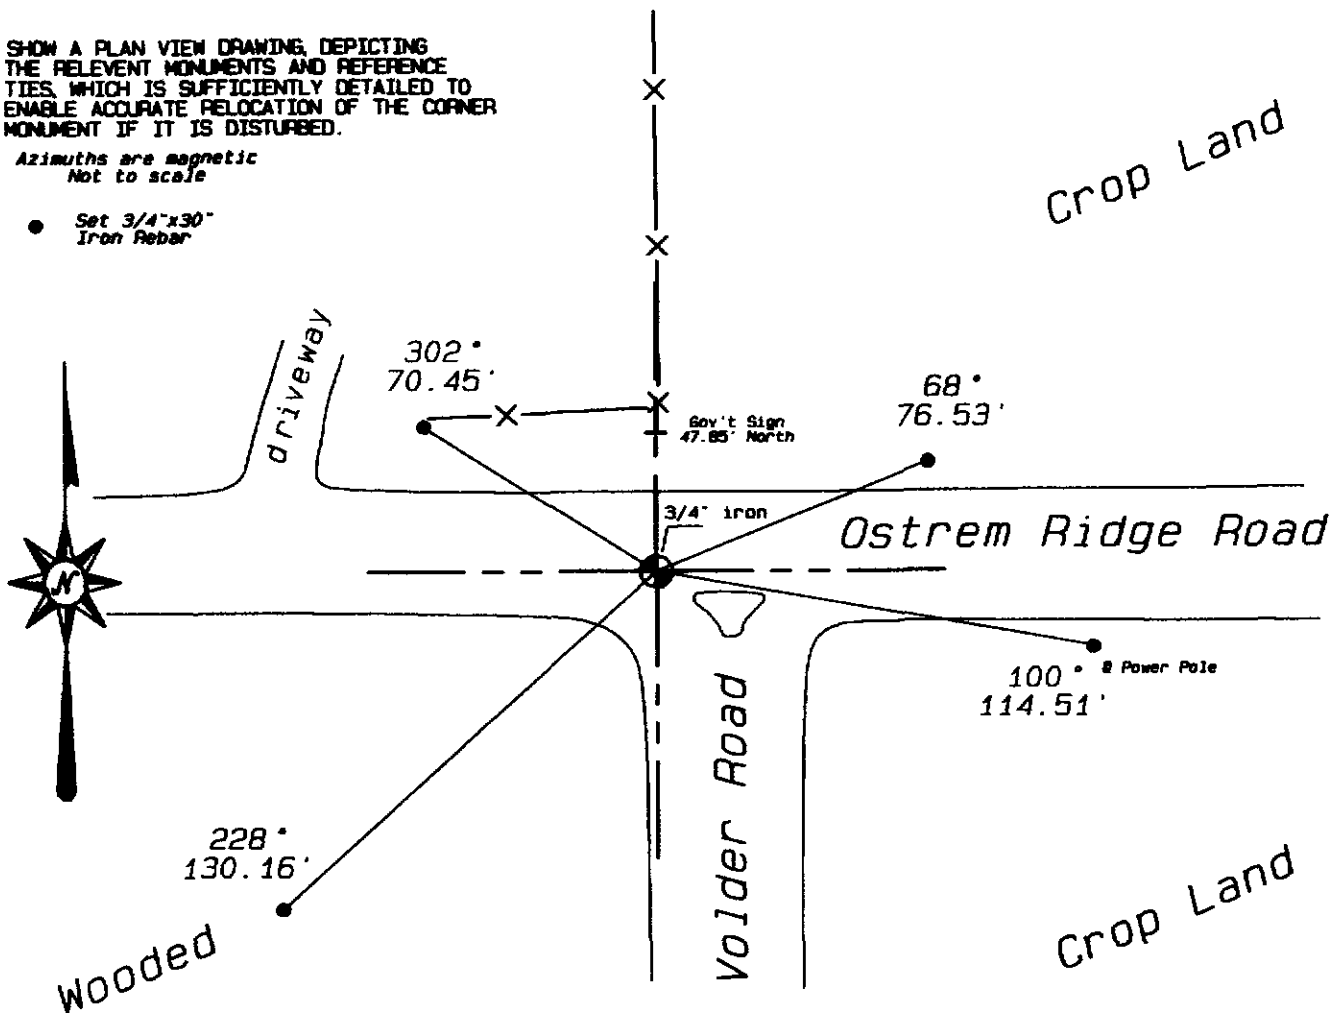 SHOW A PLAN VIEW DRAWING, DEPICTING
THE RELEVENT MONUMENTS AND REFERENCE
TIES, WHICH IS SUFFICIENTLY DETAILED TO
ENABLE ACCURATE RELOCATION OF THE CORNER
MONUMENT IF IT IS DISTURBED.
Azimuths are magnetic
Not to scale
Set 3/4"x30"
Iron Rebar
Crop Land
driveway
302°
70.45'
Gov't Sign
47.85' North
68°
76.53'
3/4" iron
Ostrem Ridge Road
N
100° @ Power Pole
114.51'
Volder Road
228°
130.16'
Wooded
Crop Land